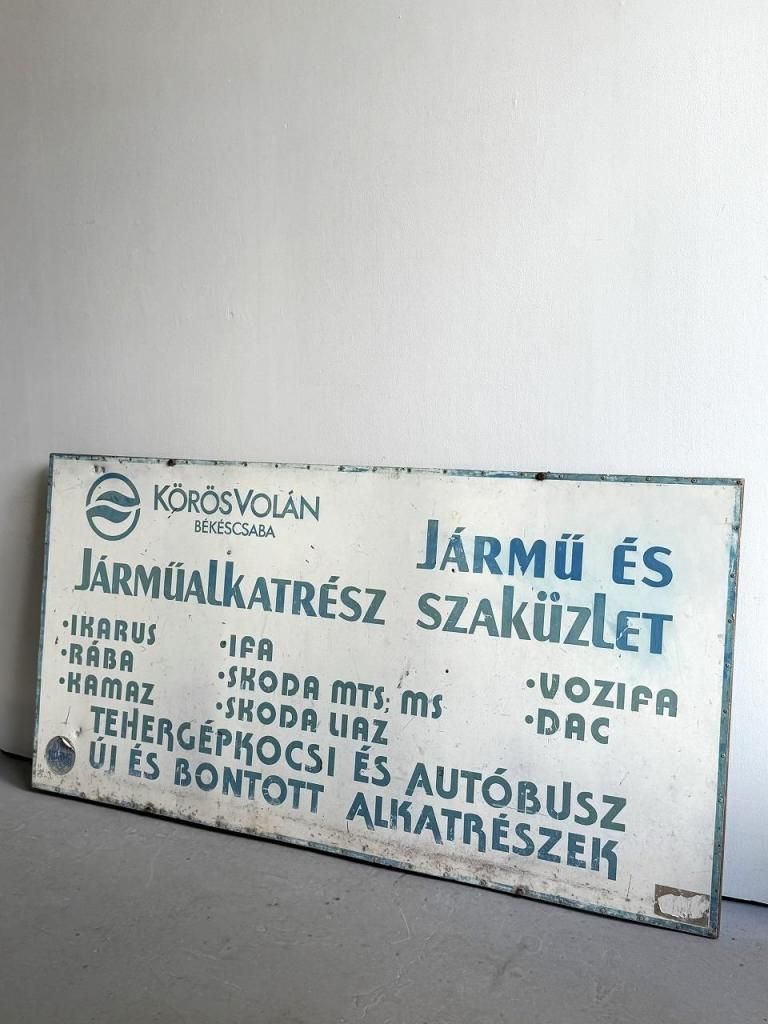 KÖRÖSVOLÁN
BÉKÉSCSABA
JÁRMŰ ÉS
JÁRMŰALKATRÉSZ SZAKÜZLET
•IKARUS •IFA •VOZIFA
•RÁBA •SKODA MTS; MS •DAC
•KAMAZ •SKODA LIAZ
TEHERGÉPKOCSI ÉS AUTÓBUSZ
ÚJ ÉS BONTOTT ALKATRÉSZEK